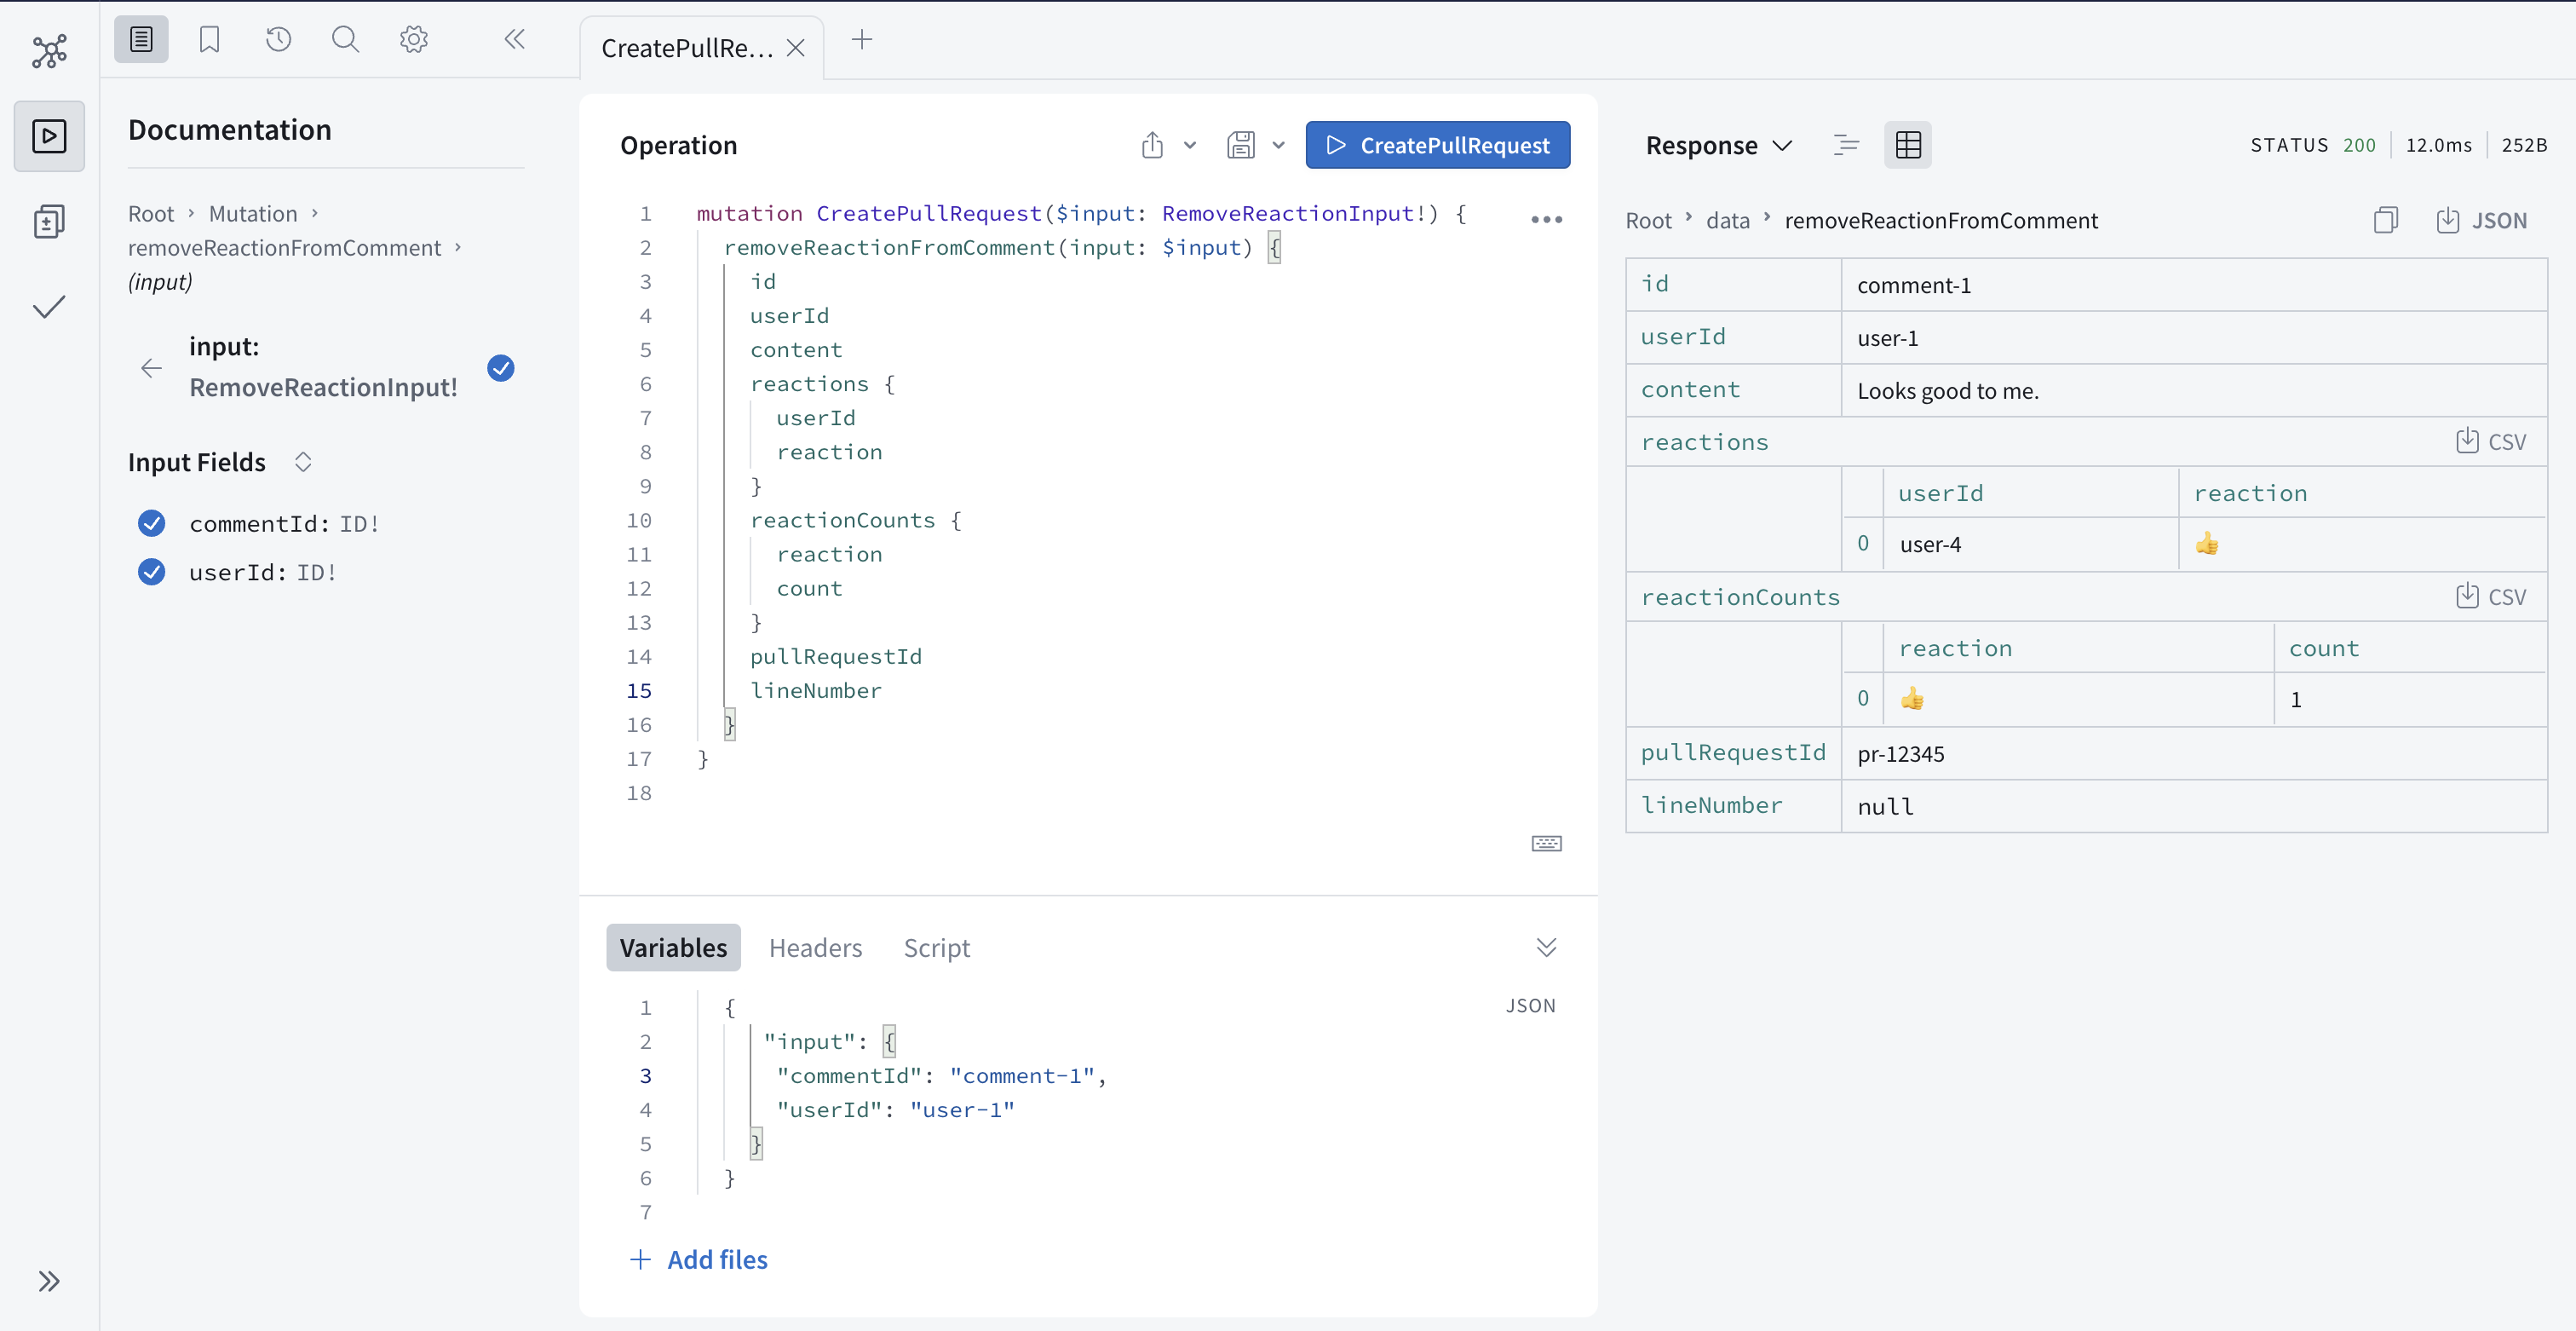 CreatePullRe...
Documentation
Root > Mutation >
removeReactionFromComment >
(input)
input:
RemoveReactionInput!
Input Fields
commentId: ID!
userId: ID!
Operation
CreatePullRequest
1 mutation CreatePullRequest($input: RemoveReactionInput!) {
2 removeReactionFromComment(input: $input) {
3 id
4 userId
5 content
6 reactions {
7 userId
8 reaction
9 }
10 reactionCounts {
11 reaction
12 count
13 }
14 pullRequestId
15 lineNumber
16 }
17 }
18
Variables Headers Script
JSON
1 {
2 "input": {
3 "commentId": "comment-1",
4 "userId": "user-1"
5 }
6 }
7
+ Add files
Response
STATUS 200 12.0ms 252B
Root > data > removeReactionFromComment
JSON
id comment-1
userId user-1
content Looks good to me.
reactions CSV
userId reaction
0 user-4 👍
reactionCounts CSV
reaction count
0 👍 1
pullRequestId pr-12345
lineNumber null